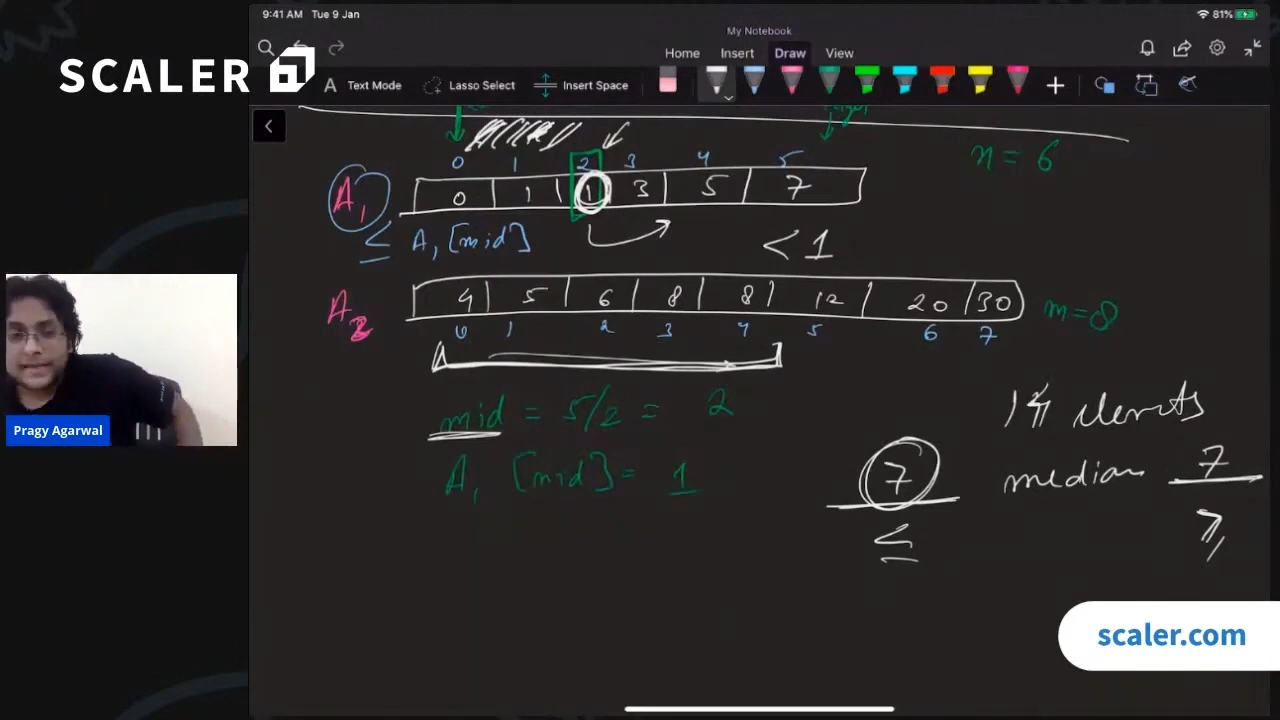 9:41 AM Tue 9 Jan
81%
My Notebook
SCALER
Home Insert Draw View
Text Mode Lasso Select Insert Space
n = 6
0 1 2 3 4 5
A1 0 1 1 3 5 7
≤ A1 [mid] < 1
A2 4 5 6 8 8 12 20 30 m=8
0 1 2 3 4 5 6 7
mid = 5/2 = 2
14 elements
A1 [mid] = 1
7 median 7
≤ ≥
Pragy Agarwal
scaler.com